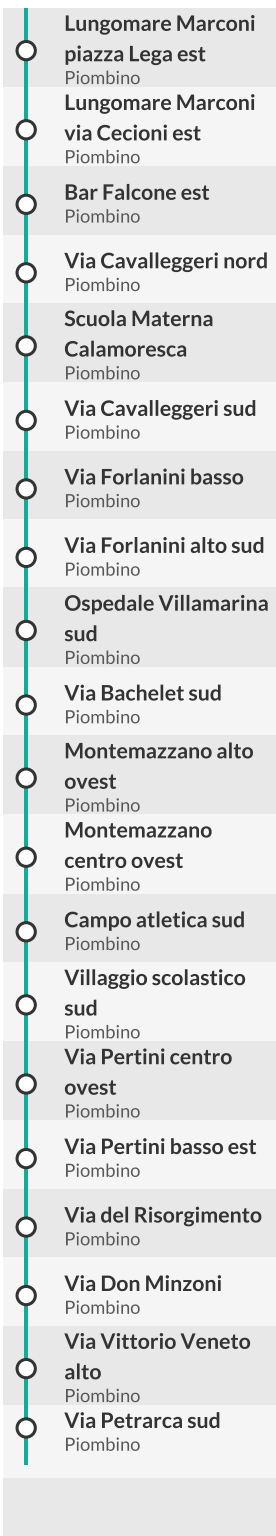 Lungomare Marconi
piazza Lega est
Piombino
Lungomare Marconi
via Cecioni est
Piombino
Bar Falcone est
Piombino
Via Cavalleggeri nord
Piombino
Scuola Materna
Calamoresca
Piombino
Via Cavalleggeri sud
Piombino
Via Forlanini basso
Piombino
Via Forlanini alto sud
Piombino
Ospedale Villamarina
sud
Piombino
Via Bachelet sud
Piombino
Montemazzano alto
ovest
Piombino
Montemazzano
centro ovest
Piombino
Campo atletica sud
Piombino
Villaggio scolastico
sud
Piombino
Via Pertini centro
ovest
Piombino
Via Pertini basso est
Piombino
Via del Risorgimento
Piombino
Via Don Minzoni
Piombino
Via Vittorio Veneto
alto
Piombino
Via Petrarca sud
Piombino